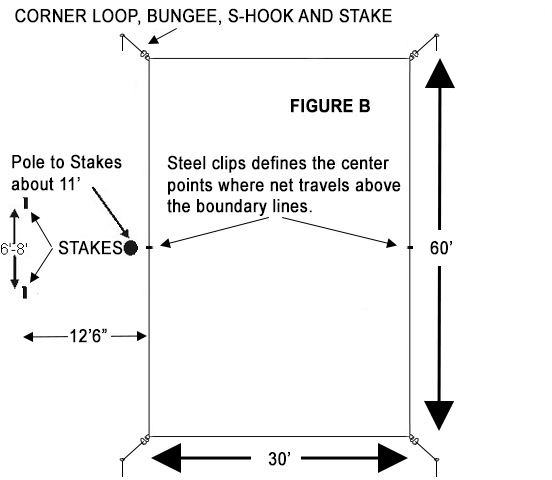 CORNER LOOP, BUNGEE, S-HOOK AND STAKE
FIGURE B
Pole to Stakes
about 11'
Steel clips defines the center
points where net travels above
the boundary lines.
6'-8'
STAKES
60'
12'6"
30'